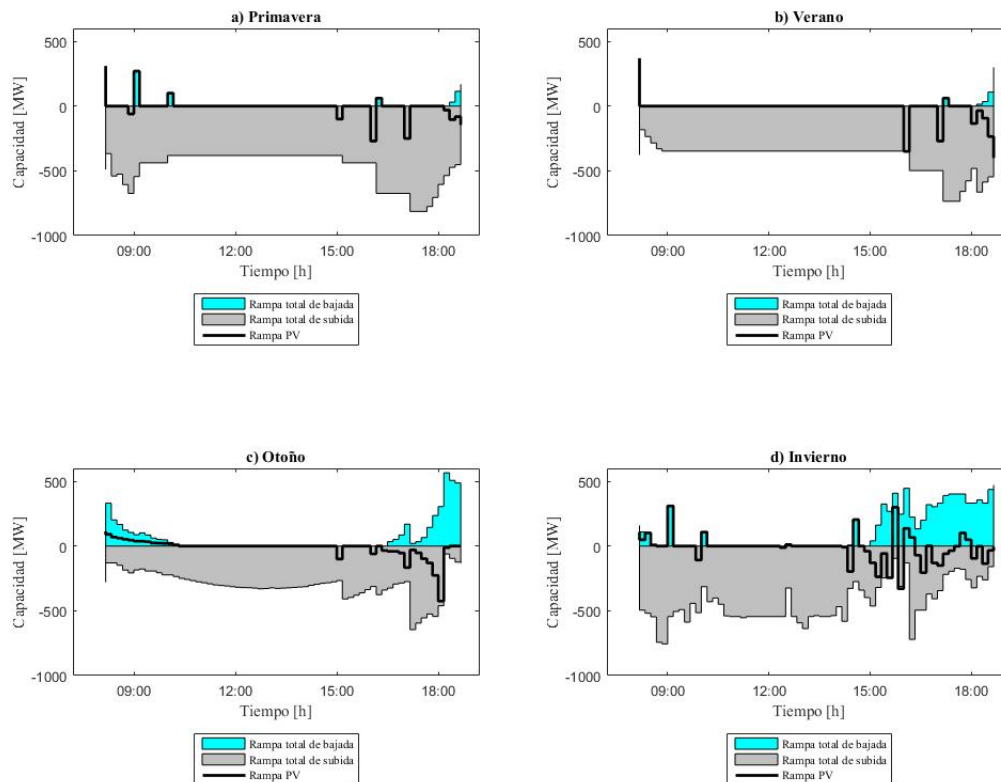 a) Primavera
500
0
-500
-1000
Capacidad [MW]
09:00 12:00 15:00 18:00
Tiempo [h]
Rampa total de bajada
Rampa total de subida
Rampa PV
b) Verano
500
0
-500
-1000
Capacidad [MW]
09:00 12:00 15:00 18:00
Tiempo [h]
Rampa total de bajada
Rampa total de subida
Rampa PV
c) Otoño
500
0
-500
-1000
Capacidad [MW]
09:00 12:00 15:00 18:00
Tiempo [h]
Rampa total de bajada
Rampa total de subida
Rampa PV
d) Invierno
500
0
-500
-1000
Capacidad [MW]
09:00 12:00 15:00 18:00
Tiempo [h]
Rampa total de bajada
Rampa total de subida
Rampa PV